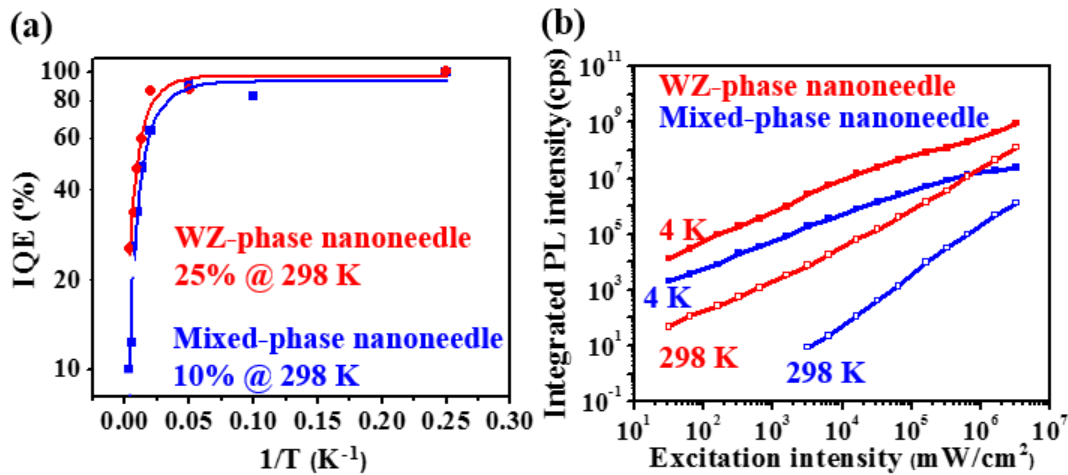 (a)
100
80
60
40
20
10
IQE (%)
WZ-phase nanoneedle
25% @ 298 K
Mixed-phase nanoneedle
10% @ 298 K
0.00 0.05 0.10 0.15 0.20 0.25 0.30
1/T (K⁻¹)
(b)
10¹¹
10⁹
10⁷
10⁵
10³
10¹
10⁻¹
Integrated PL intensity(cps)
WZ-phase nanoneedle
Mixed-phase nanoneedle
4 K
4 K
298 K
298 K
10¹ 10² 10³ 10⁴ 10⁵ 10⁶ 10⁷
Excitation intensity (mW/cm²)